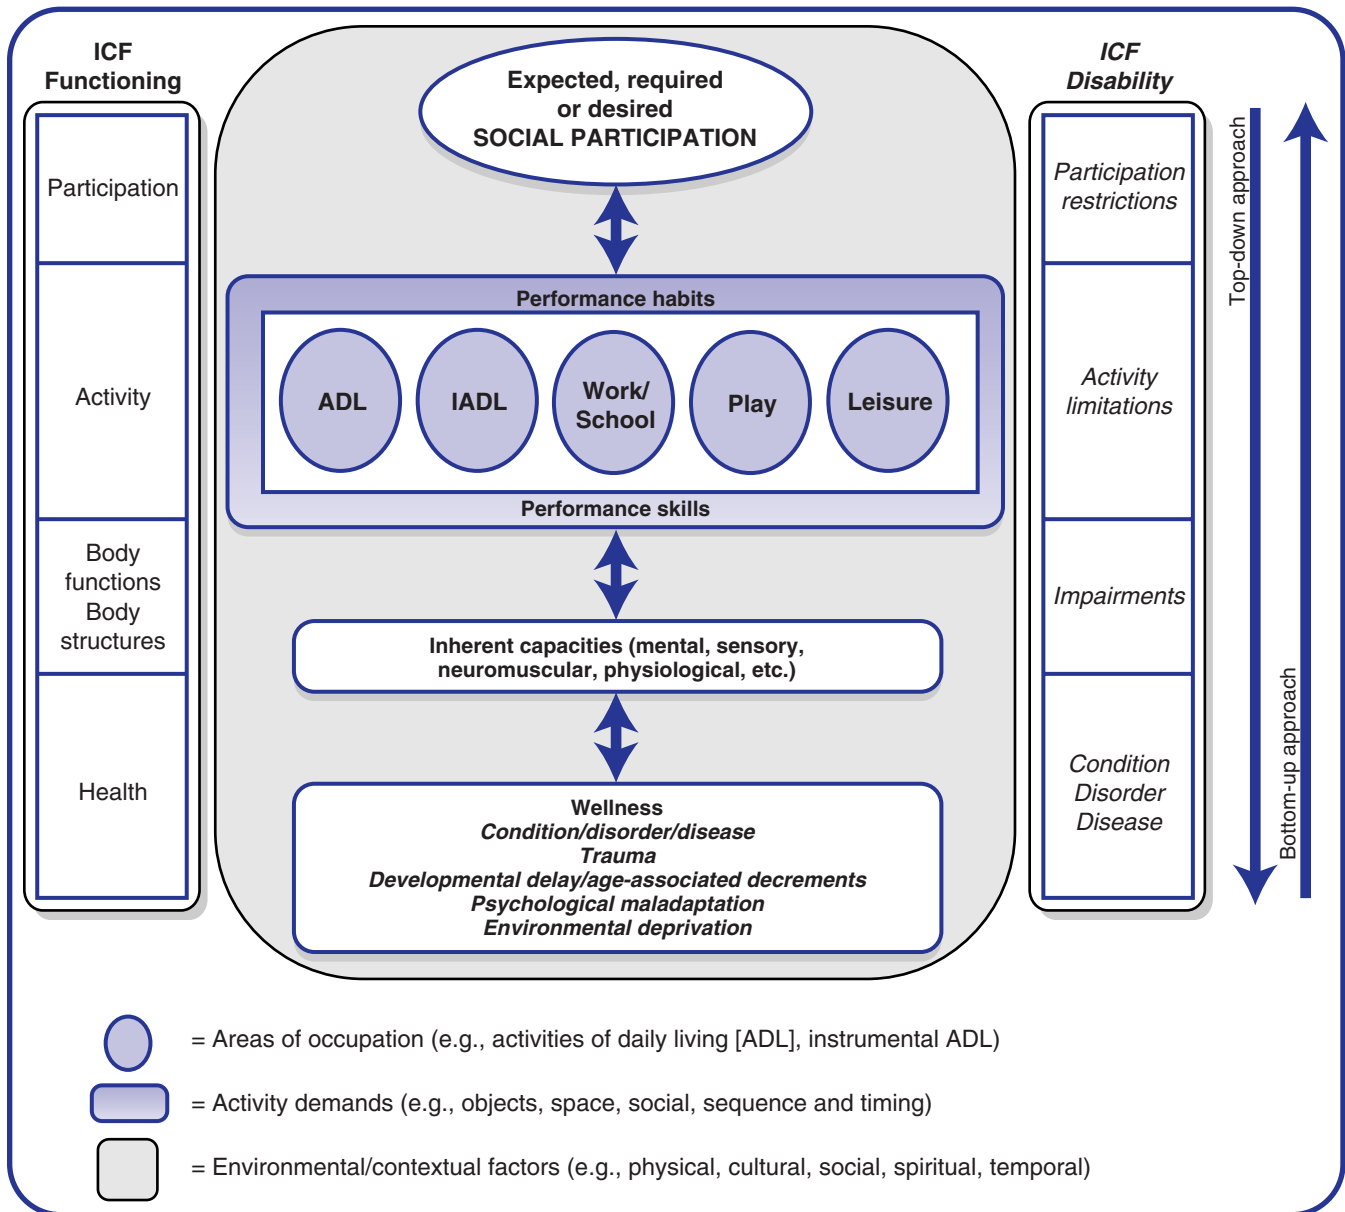 ICF
Functioning
Participation
Activity
Body
functions
Body
structures
Health
Expected, required
or desired
SOCIAL PARTICIPATION
Performance habits
ADL
IADL
Work/
School
Play
Leisure
Performance skills
Inherent capacities (mental, sensory,
neuromuscular, physiological, etc.)
Wellness
Condition/disorder/disease
Trauma
Developmental delay/age-associated decrements
Psychological maladaptation
Environmental deprivation
ICF
Disability
Participation
restrictions
Activity
limitations
Impairments
Condition
Disorder
Disease
Top-down approach
Bottom-up approach
= Areas of occupation (e.g., activities of daily living [ADL], instrumental ADL)
= Activity demands (e.g., objects, space, social, sequence and timing)
= Environmental/contextual factors (e.g., physical, cultural, social, spiritual, temporal)